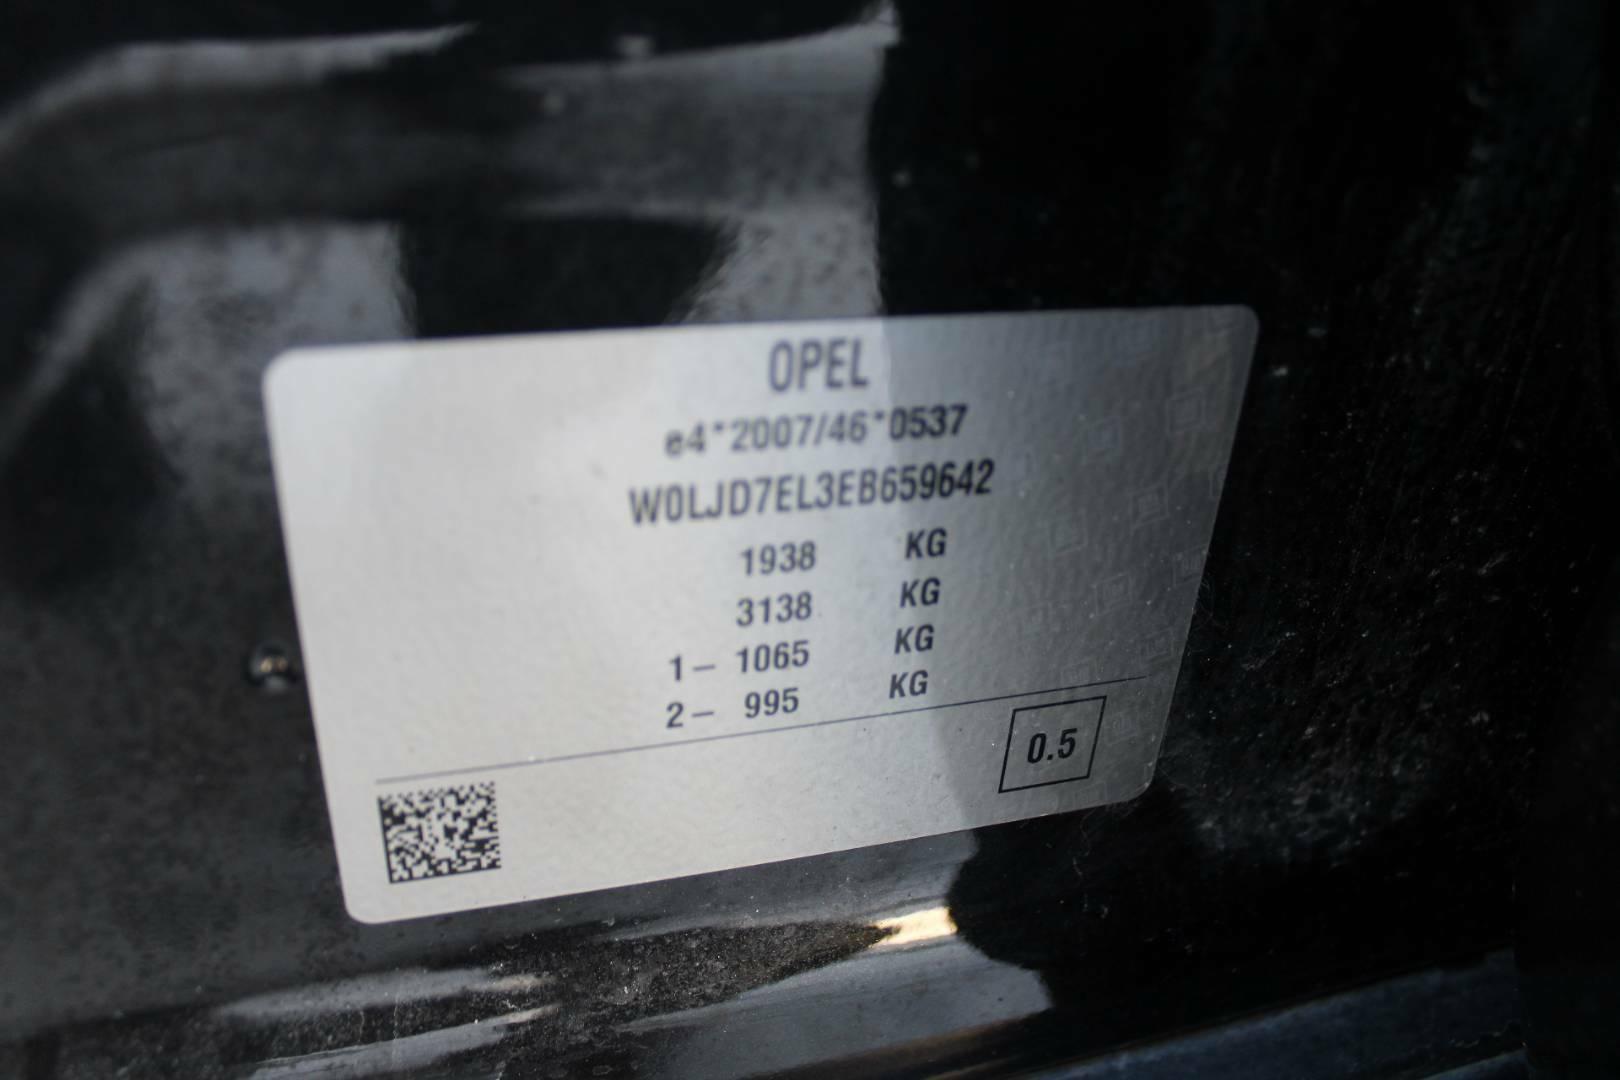 OPEL
e4*2007/46*0537
W0LJD7EL3EB659642
1938 KG
3138 KG
1– 1065 KG
2– 995 KG
0.5